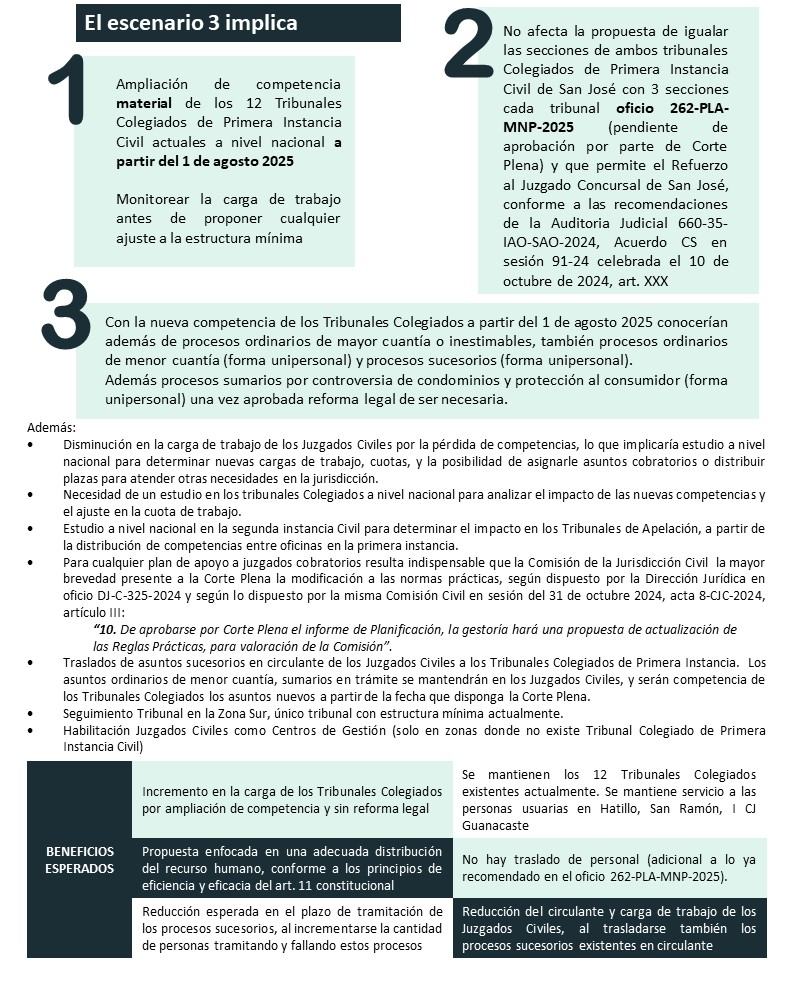 El escenario 3 implica
1
Ampliación de competencia
material de los 12 Tribunales
Colegiados de Primera Instancia
Civil actuales a nivel nacional a
partir del 1 de agosto 2025
Monitorear la carga de trabajo
antes de proponer cualquier
ajuste a la estructura mínima
2
No afecta la propuesta de igualar
las secciones de ambos tribunales
Colegiados de Primera Instancia
Civil de San José con 3 secciones
cada tribunal oficio 262-PLA-
MNP-2025 (pendiente de
aprobación por parte de Corte
Plena) y que permite el Refuerzo
al Juzgado Concursal de San José,
conforme a las recomendaciones
de la Auditoria Judicial 660-35-
IAO-SAO-2024, Acuerdo CS en
sesión 91-24 celebrada el 10 de
octubre de 2024, art. XXX
3
Con la nueva competencia de los Tribunales Colegiados a partir del 1 de agosto 2025 conocerían
además de procesos ordinarios de mayor cuantía o inestimables, también procesos ordinarios
de menor cuantía (forma unipersonal) y procesos sucesorios (forma unipersonal).
Además procesos sumarios por controversia de condominios y protección al consumidor (forma
unipersonal) una vez aprobada reforma legal de ser necesaria.
Además:
• Disminución en la carga de trabajo de los Juzgados Civiles por la pérdida de competencias, lo que implicaría estudio a nivel
nacional para determinar nuevas cargas de trabajo, cuotas, y la posibilidad de asignarle asuntos cobratorios o distribuir
plazas para atender otras necesidades en la jurisdicción.
• Necesidad de un estudio en los tribunales Colegiados a nivel nacional para analizar el impacto de las nuevas competencias y
el ajuste en la cuota de trabajo.
• Estudio a nivel nacional en la segunda instancia Civil para determinar el impacto en los Tribunales de Apelación, a partir de
la distribución de competencias entre oficinas en la primera instancia.
• Para cualquier plan de apoyo a juzgados cobratorios resulta indispensable que la Comisión de la Jurisdicción Civil la mayor
brevedad presente a la Corte Plena la modificación a las normas prácticas, según dispuesto por la Dirección Jurídica en
oficio DJ-C-325-2024 y según lo dispuesto por la misma Comisión Civil en sesión del 31 de octubre 2024, acta 8-CJC-2024,
artículo III:
“10. De aprobarse por Corte Plena el informe de Planificación, la gestoría hará una propuesta de actualización de
las Reglas Prácticas, para valoración de la Comisión”.
• Traslados de asuntos sucesorios en circulante de los Juzgados Civiles a los Tribunales Colegiados de Primera Instancia. Los
asuntos ordinarios de menor cuantía, sumarios en trámite se mantendrán en los Juzgados Civiles, y serán competencia de
los Tribunales Colegiados los asuntos nuevos a partir de la fecha que disponga la Corte Plena.
• Seguimiento Tribunal en la Zona Sur, único tribunal con estructura mínima actualmente.
• Habilitación Juzgados Civiles como Centros de Gestión (solo en zonas donde no existe Tribunal Colegiado de Primera
Instancia Civil)
BENEFICIOS
ESPERADOS
Incremento en la carga de los Tribunales Colegiados
por ampliación de competencia y sin reforma legal
Se mantienen los 12 Tribunales Colegiados
existentes actualmente. Se mantiene servicio a las
personas usuarias en Hatillo, San Ramón, I CJ
Guanacaste
Propuesta enfocada en una adecuada distribución
del recurso humano, conforme a los principios de
eficiencia y eficacia del art. 11 constitucional
No hay traslado de personal (adicional a lo ya
recomendado en el oficio 262-PLA-MNP-2025).
Reducción esperada en el plazo de tramitación de
los procesos sucesorios, al incrementarse la cantidad
de personas tramitando y fallando estos procesos
Reducción del circulante y carga de trabajo de los
Juzgados Civiles, al trasladarse también los
procesos sucesorios existentes en circulante